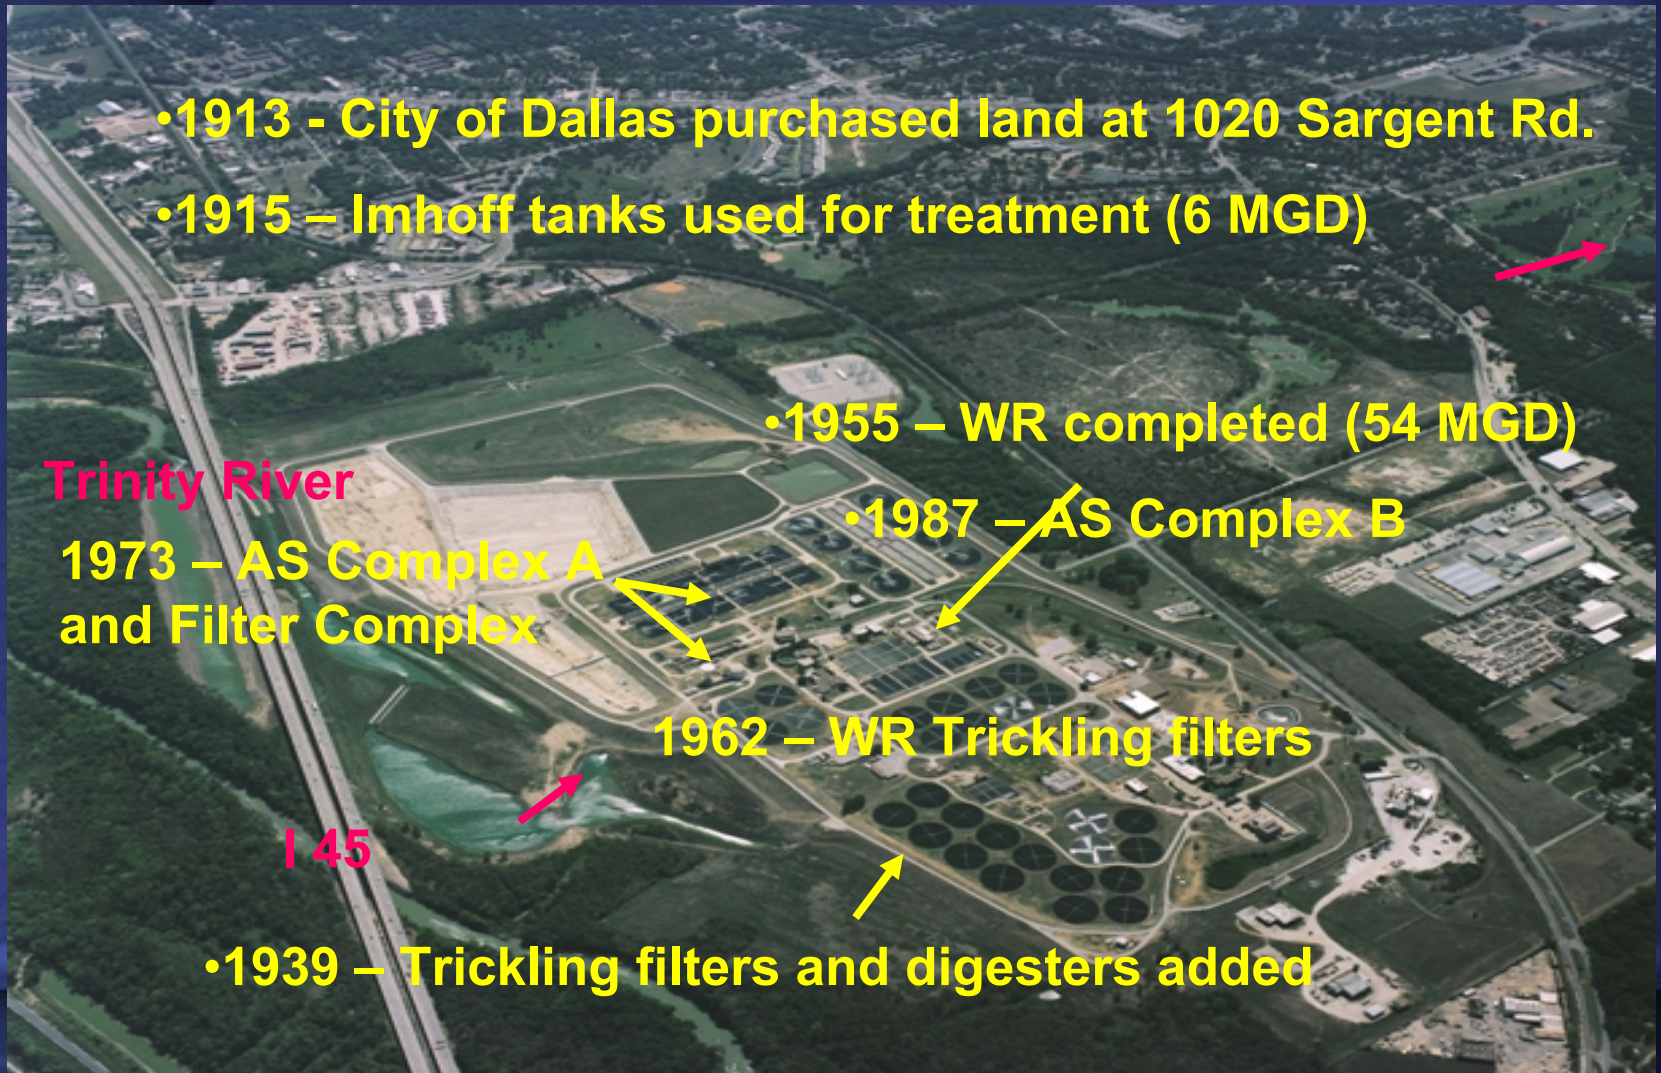 •1913 - City of Dallas purchased land at 1020 Sargent Rd.
•1915 – Imhoff tanks used for treatment (6 MGD)
•1955 – WR completed (54 MGD)
Trinity River
•1987 – AS Complex B
1973 – AS Complex A
and Filter Complex
1962 – WR Trickling filters
I 45
•1939 – Trickling filters and digesters added